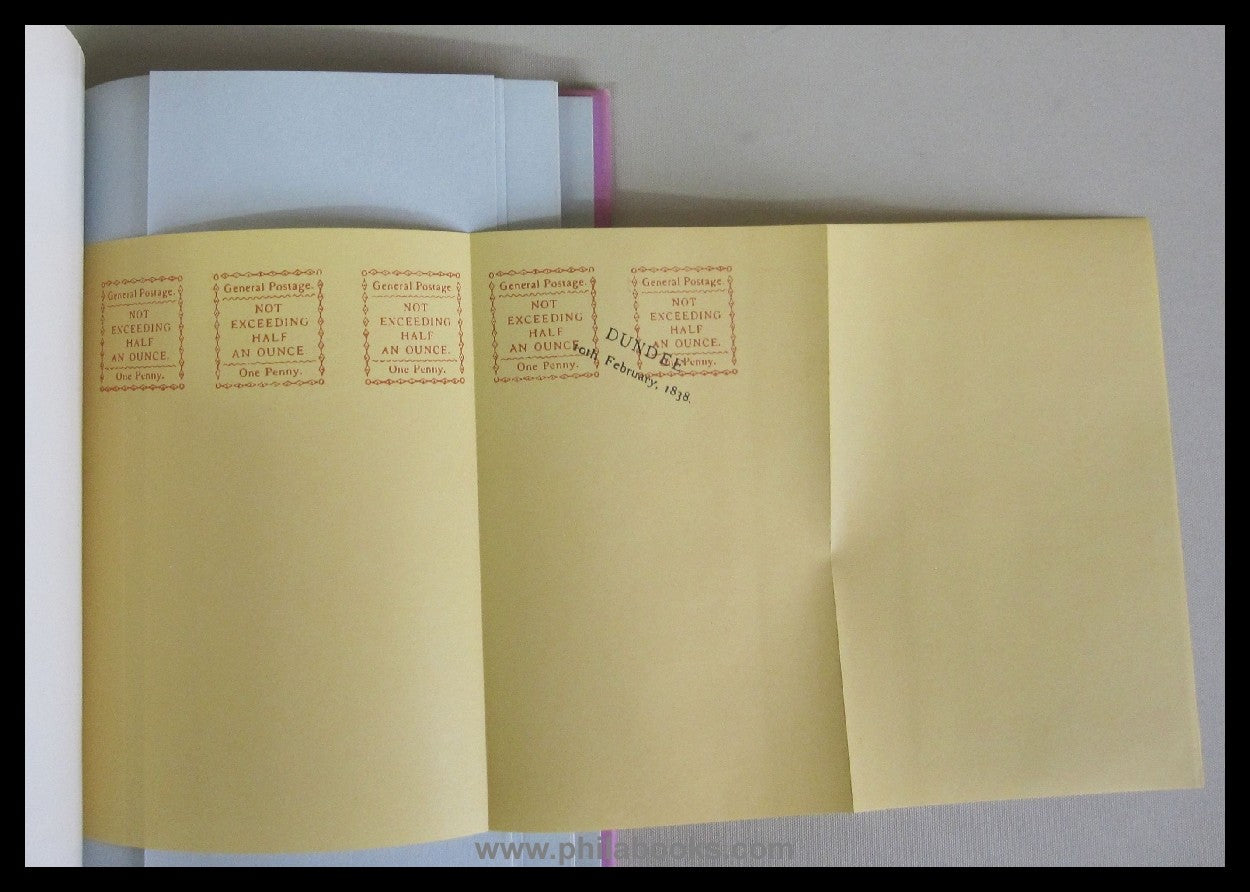 General Postage.
NOT
EXCEEDING
HALF
AN OUNCE.
One Penny.
General Postage.
NOT
EXCEEDING
HALF
AN OUNCE.
One Penny.
General Postage
NOT
EXCEEDING
HALF
AN OUNCE.
One Penny.
General Postage.
NOT
EXCEEDING
HALF
AN OUNCE.
One Penny.
General Postage.
NOT
EXCEEDING
HALF
AN OUNCE.
One Penny.
DUNDEE
10th, February, 1838.
www.philabooks.com